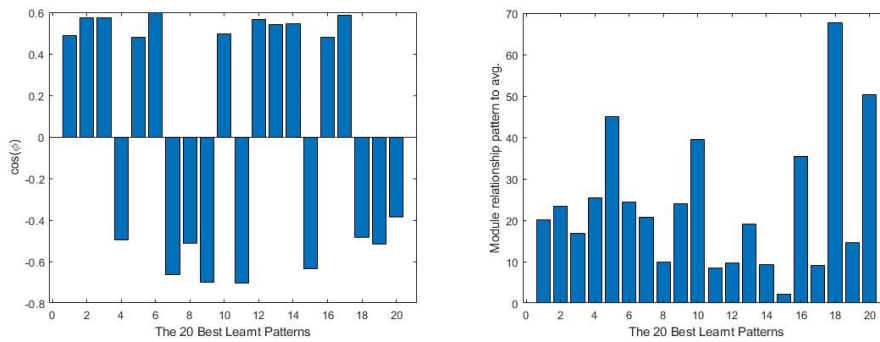 0.6
0.4
0.2
0
-0.2
-0.4
-0.6
-0.8
cos(ϕ)
0 2 4 6 8 10 12 14 16 18 20
The 20 Best Learnt Patterns
70
60
50
40
30
20
10
0
Module relationship pattern to avg.
0 2 4 6 8 10 12 14 16 18 20
The 20 Best Learnt Patterns